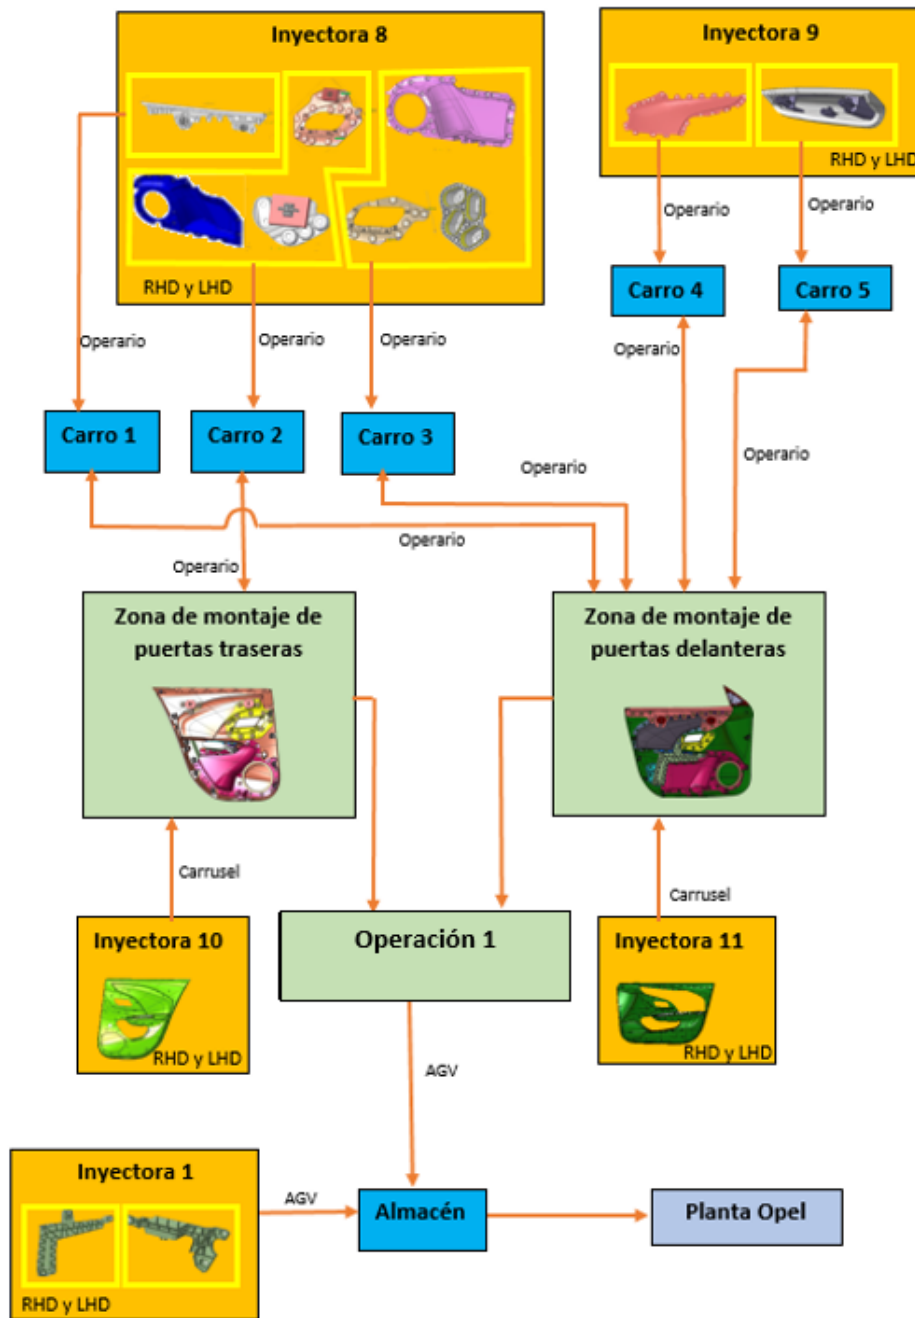 Inyectora 8
Inyectora 9
RHD y LHD
RHD y LHD
Operario
Operario
Carro 4
Carro 5
Operario
Operario
Operario
Operario
Carro 1
Carro 2
Carro 3
Operario
Operario
Operario
Operario
Zona de montaje de
puertas traseras
Zona de montaje de
puertas delanteras
Carrusel
Carrusel
Inyectora 10
RHD y LHD
Operación 1
Inyectora 11
RHD y LHD
AGV
Inyectora 1
RHD y LHD
AGV
Almacén
Planta Opel